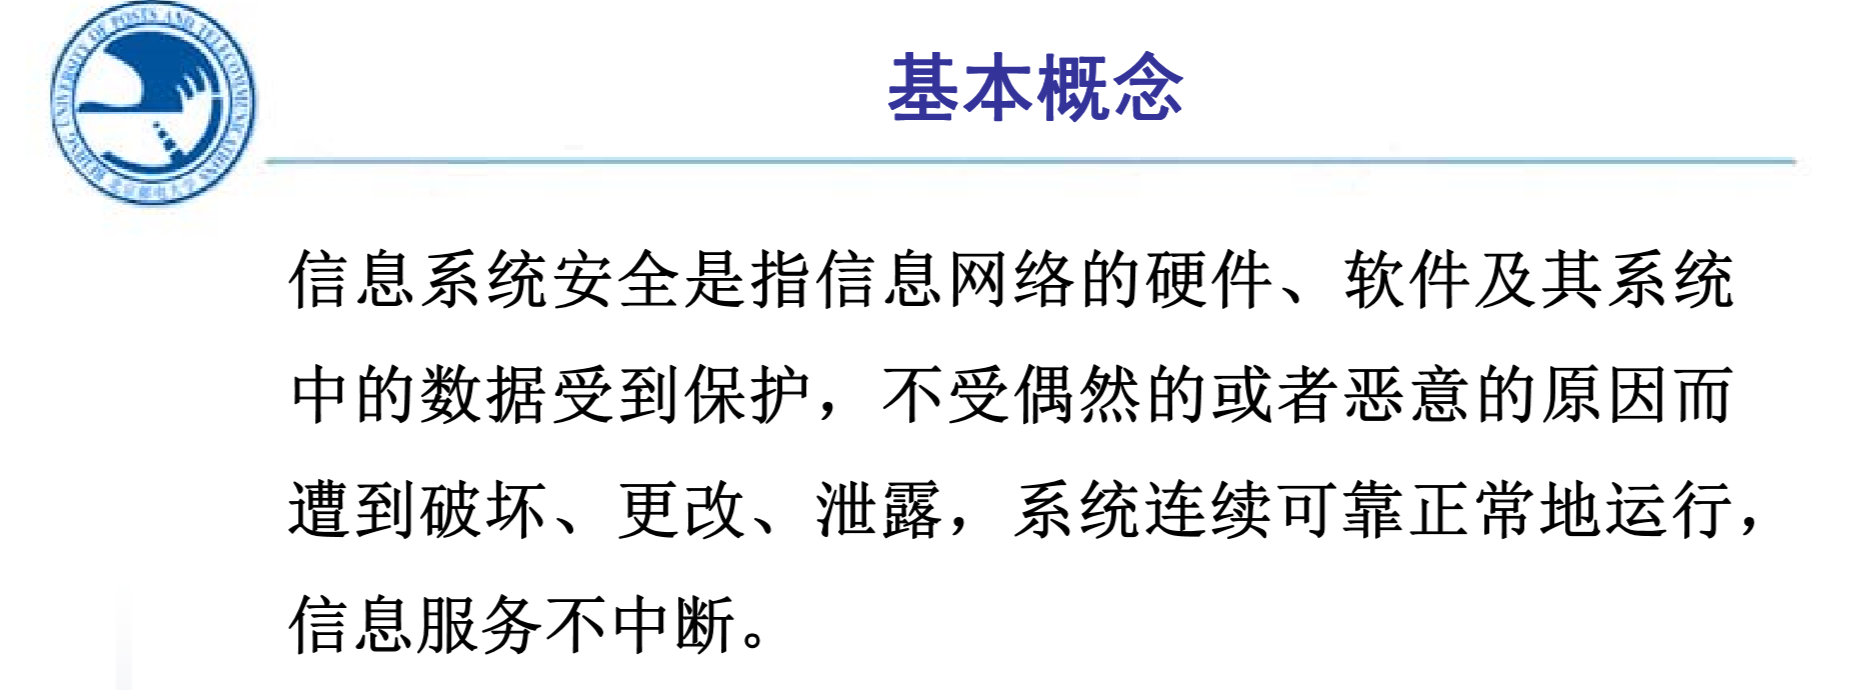 BEIJING UNIVERSITY OF POSTS AND TELECOMMUNICATIONS
北京邮电大学
基本概念
信息系统安全是指信息网络的硬件、软件及其系统
中的数据受到保护，不受偶然的或者恶意的原因而
遭到破坏、更改、泄露，系统连续可靠正常地运行，
信息服务不中断。